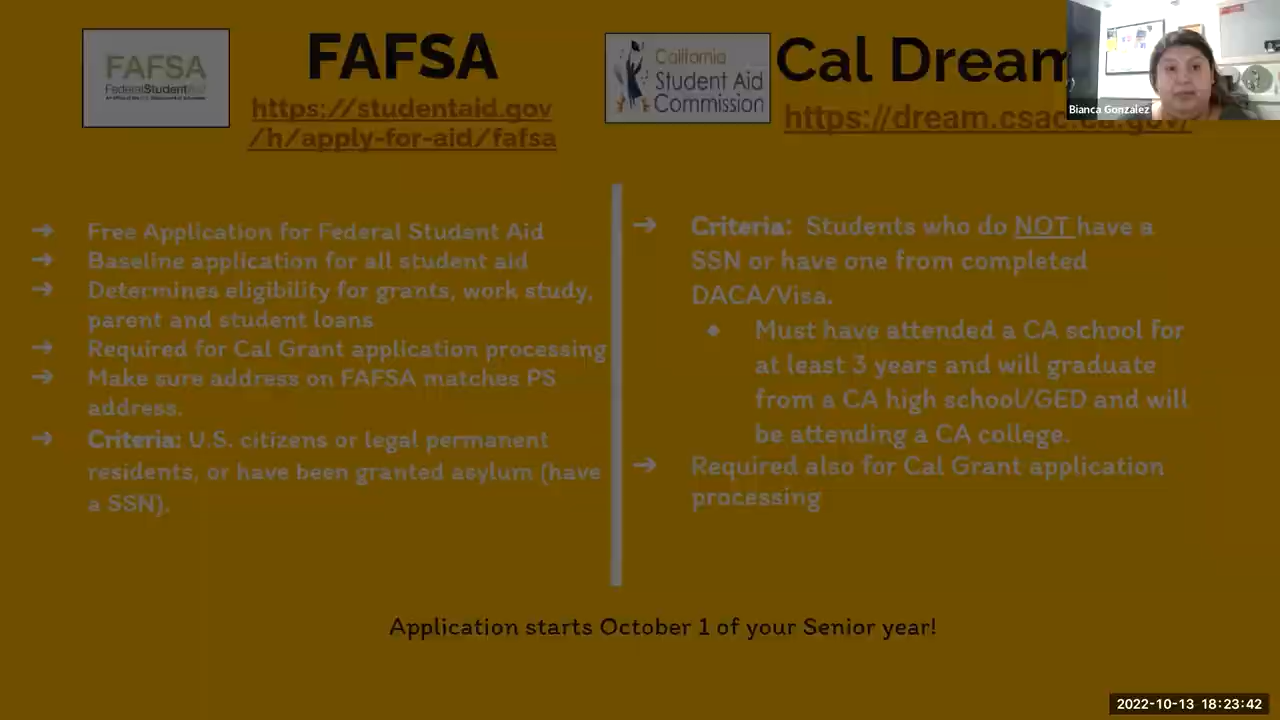 FAFSA
FederalStudentAid
FAFSA
https://studentaid.gov
/h/apply-for-aid/fafsa
➔ Free Application for Federal Student Aid
➔ Baseline application for all student aid
➔ Determines eligibility for grants, work study,
parent and student loans
➔ Required for Cal Grant application processing
➔ Make sure address on FAFSA matches PS
address.
➔ Criteria: U.S. citizens or legal permanent
residents, or have been granted asylum (have
a SSN).
California
Student Aid
Commission
Cal Dream
https://dream.csac.ca.gov/
➔ Criteria: Students who do NOT have a
SSN or have one from completed
DACA/Visa.
◆ Must have attended a CA school for
at least 3 years and will graduate
from a CA high school/GED and will
be attending a CA college.
➔ Required also for Cal Grant application
processing
Application starts October 1 of your Senior year!
Bianca Gonzalez
2022-10-13 18:23:42